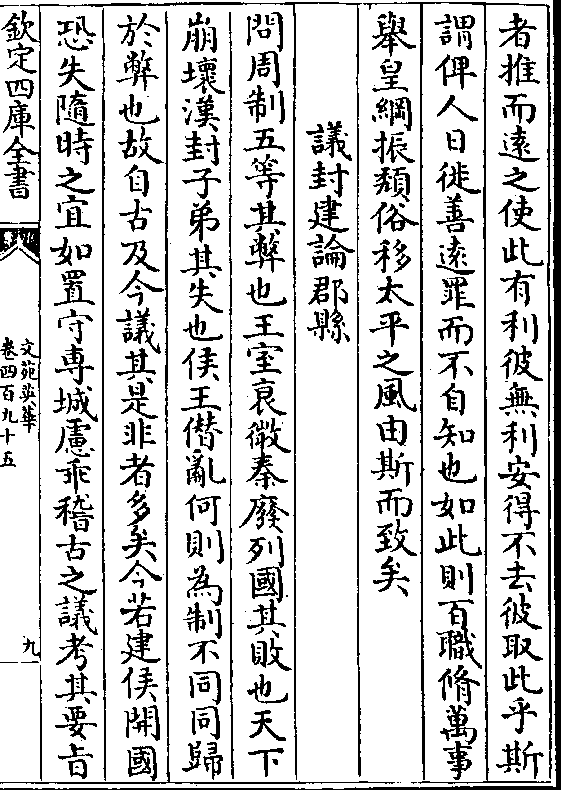 者推而遠之使此有利彼無利安得不去彼取此乎斯
謂俾人日徙善遠罪而不自知也如此則百職脩萬事
舉皇綱振頽俗移太平之風由斯而致矣
議封建論郡縣
問周制五等其弊也王室衰微秦廢列國其敗也天下
崩壞漢封子弟其失也侯王僭亂何則為制不同同歸
於弊也故自古及今議其是非者多矣今若建侯開國
恐失隨時之宜如置守專城慮乖稽古之議考其要旨
欽定四庫全書
文苑英華
卷四百九十五
九